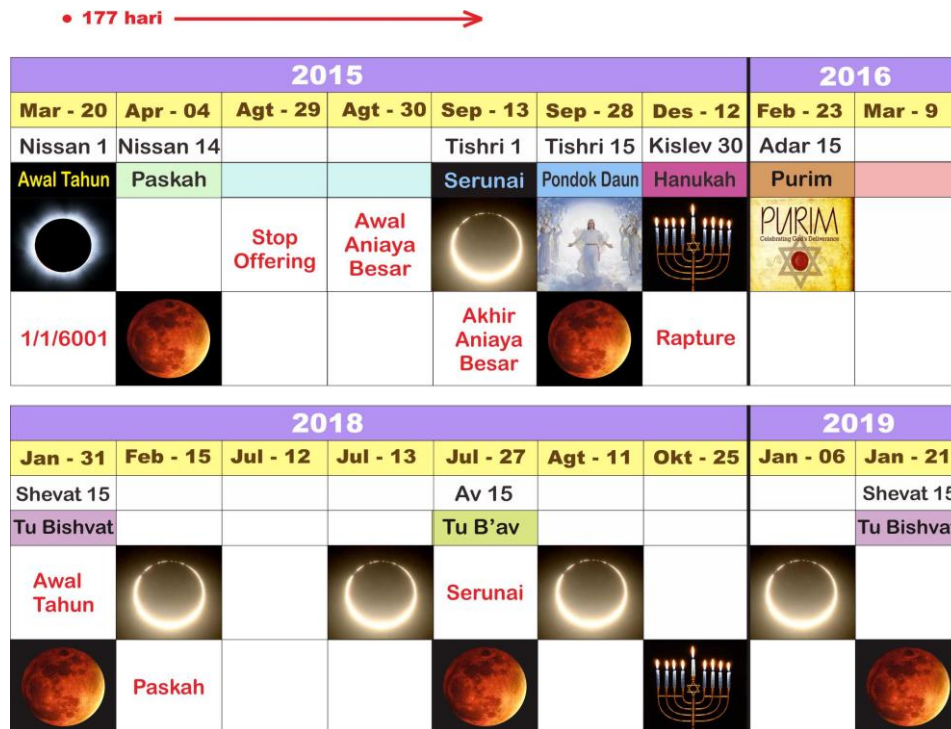 • 177 hari
2015 2016
Mar - 20 Apr - 04 Agt - 29 Agt - 30 Sep - 13 Sep - 28 Des - 12 Feb - 23 Mar - 9
Nissan 1 Nissan 14 Tishri 1 Tishri 15 Kislev 30 Adar 15
Awal Tahun Paskah Serunai Pondok Daun Hanukah Purim
Stop
Offering
Awal
Aniaya
Besar
PURIM
Celebrating God's Deliverance
1/1/6001
Akhir
Aniaya
Besar
Rapture
2018 2019
Jan - 31 Feb - 15 Jul - 12 Jul - 13 Jul - 27 Agt - 11 Okt - 25 Jan - 06 Jan - 21
Shevat 15 Av 15 Shevat 15
Tu Bishvat Tu B'av Tu Bishva
Awal
Tahun
Serunai
Paskah